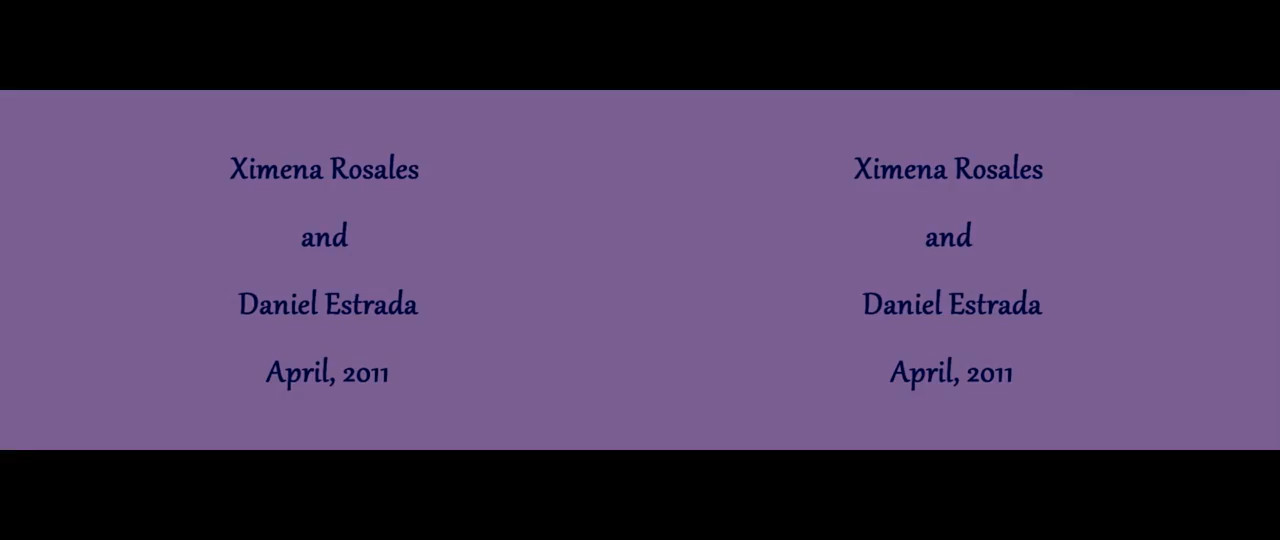 Ximena Rosales
and
Daniel Estrada
April, 2011
Ximena Rosales
and
Daniel Estrada
April, 2011